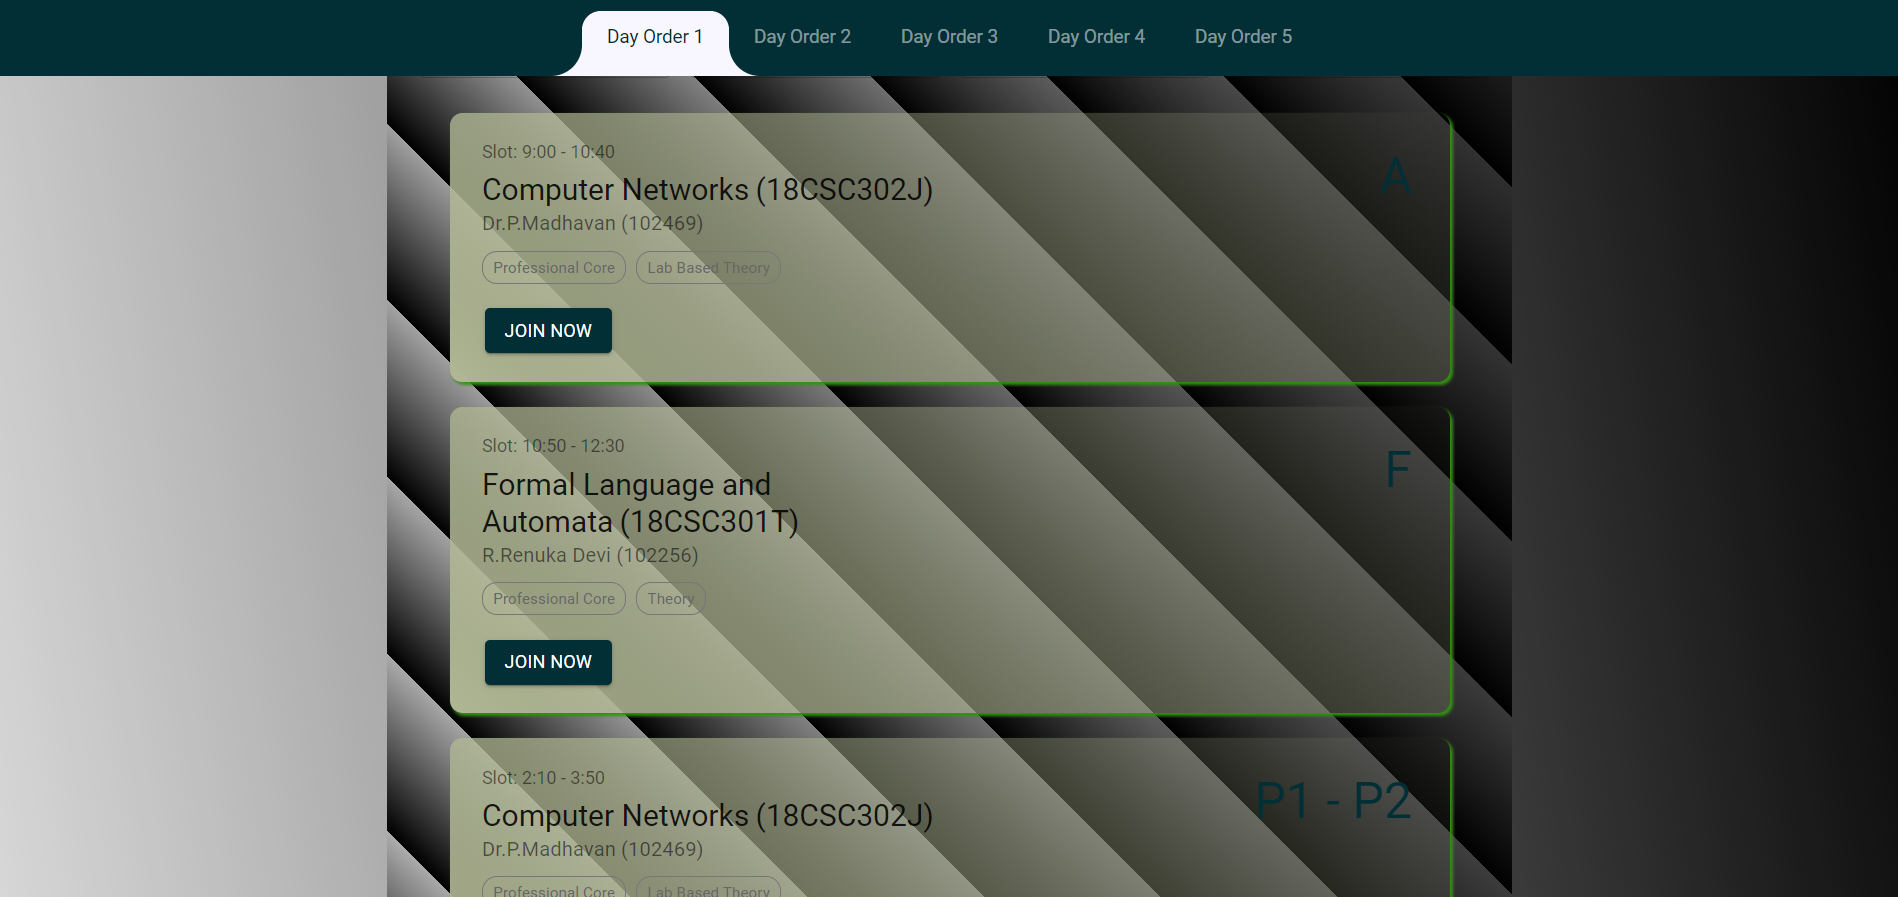 Day Order 1
Day Order 2
Day Order 3
Day Order 4
Day Order 5
Slot: 9:00 - 10:40
A
Computer Networks (18CSC302J)
Dr.P.Madhavan (102469)
Professional Core
Lab Based Theory
JOIN NOW
Slot: 10:50 - 12:30
F
Formal Language and
Automata (18CSC301T)
R.Renuka Devi (102256)
Professional Core
Theory
JOIN NOW
Slot: 2:10 - 3:50
P1 - P2
Computer Networks (18CSC302J)
Dr.P.Madhavan (102469)
Professional Core
Lab Based Theory